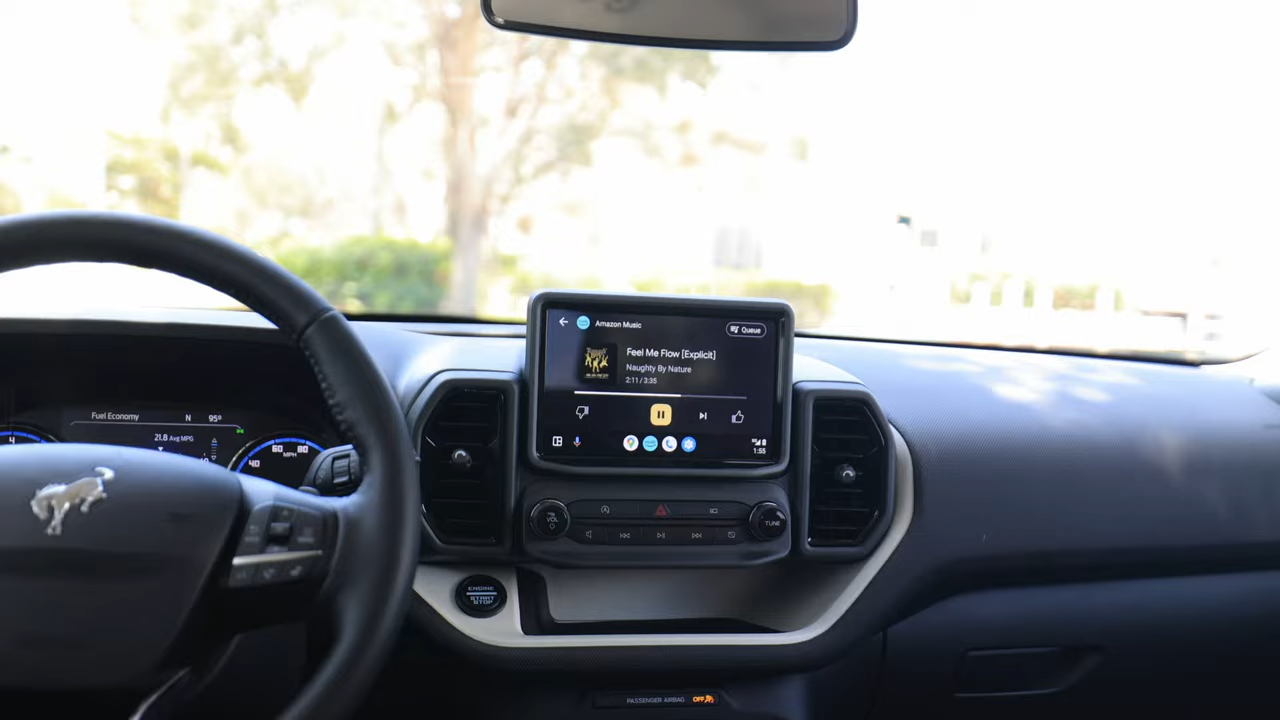 Amazon Music
Queue
Feel Me Flow [Explicit]
Naughty By Nature
2:11 / 3:35
1:55
Fuel Economy N 95°
21.8 Avg MPG
40 60 80
MPH
VOL
TUNE
ENGINE
START
STOP
PASSENGER AIRBAG OFF